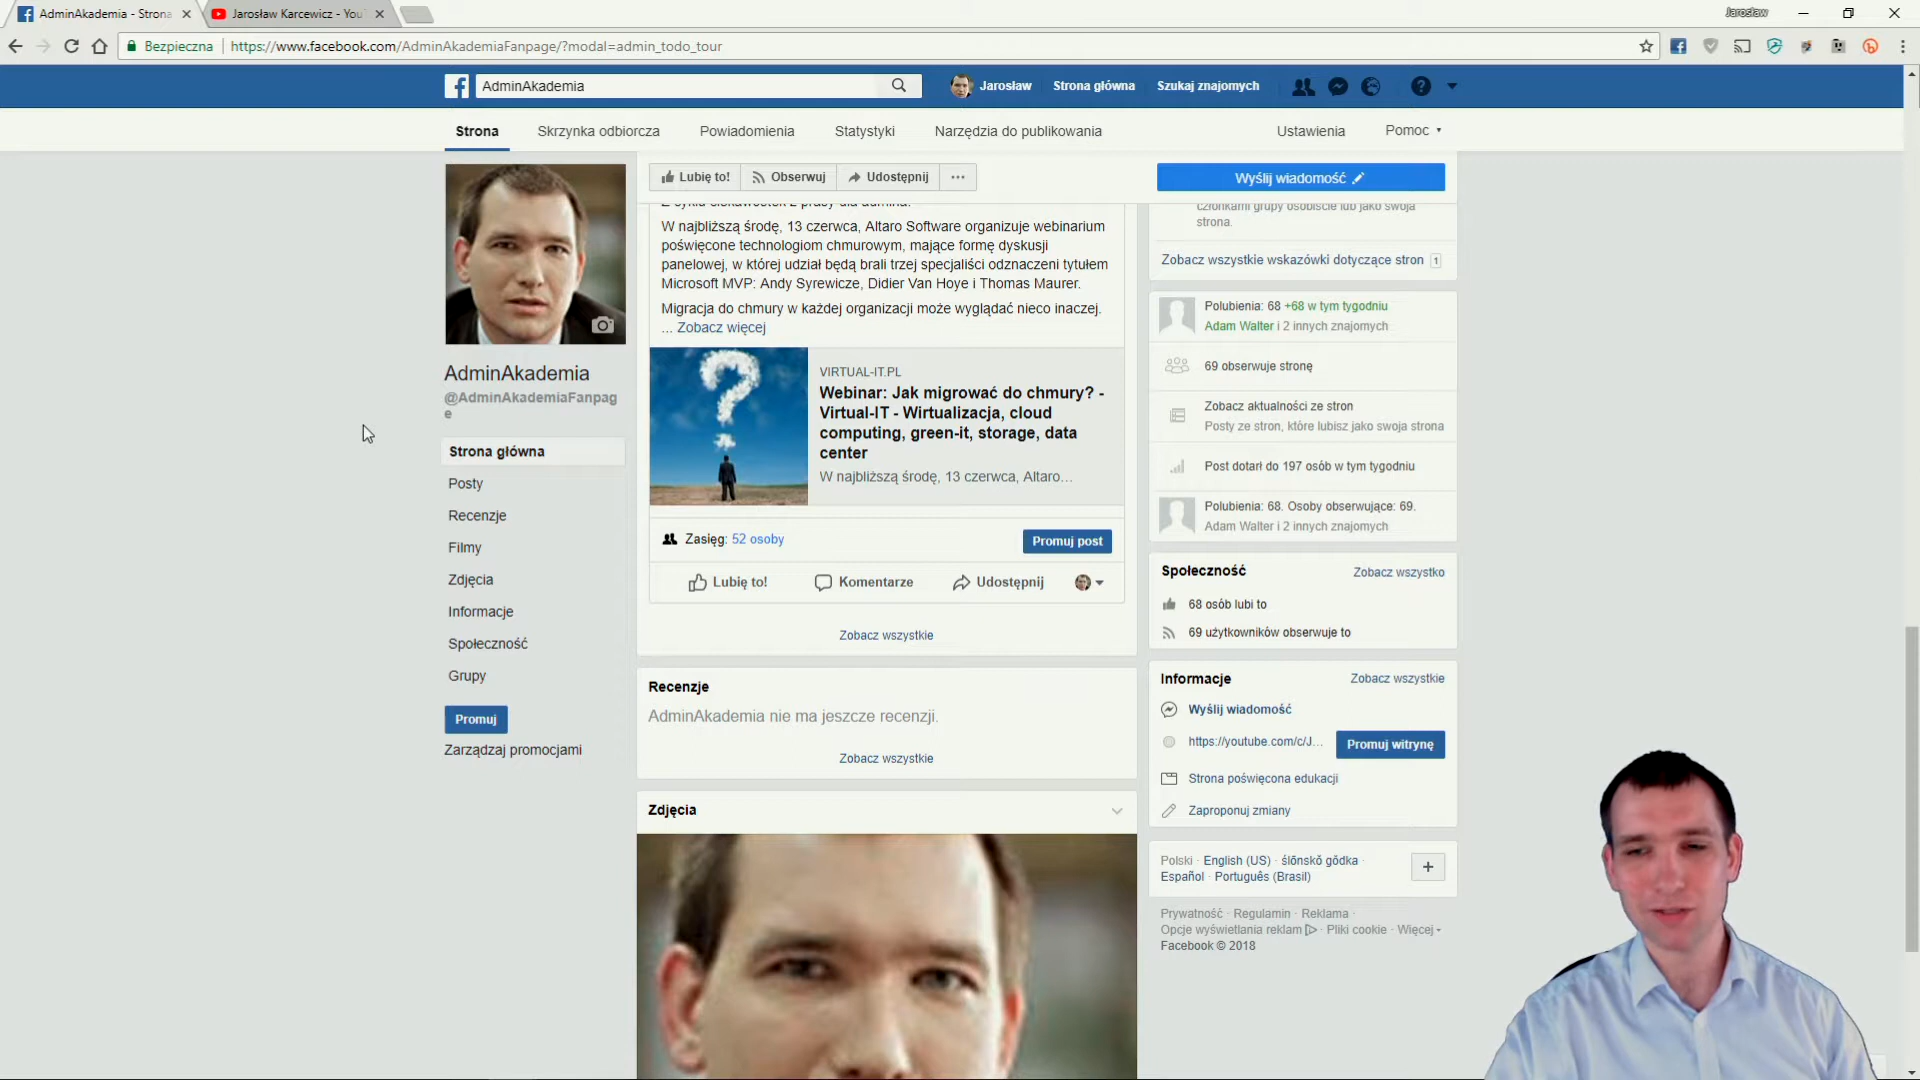 AdminAkademia - Strona
Jarosław Karcewicz - You
Jarosław
Bezpieczna
https://www.facebook.com/AdminAkademiaFanpage/?modal=admin_todo_tour
AdminAkademia
Jarosław
Strona główna
Szukaj znajomych
Strona
Skrzynka odbiorcza
Powiadomienia
Statystyki
Narzędzia do publikowania
Ustawienia
Pomoc
Lubię to!
Obserwuj
Udostępnij
Wyślij wiadomość
AdminAkademia
@AdminAkademiaFanpag
e
Strona główna
Posty
Recenzje
Filmy
Zdjęcia
Informacje
Społeczność
Grupy
Promuj
Zarządzaj promocjami
Z cyklu ciekawostek z prasy dla admina.
W najbliższą środę, 13 czerwca, Altaro Software organizuje webinarium
poświęcone technologiom chmurowym, mające formę dyskusji
panelowej, w której udział będą brali trzej specjaliści odznaczeni tytułem
Microsoft MVP: Andy Syrewicze, Didier Van Hoye i Thomas Maurer.
Migracja do chmury w każdej organizacji może wyglądać nieco inaczej.
... Zobacz więcej
VIRTUAL-IT.PL
Webinar: Jak migrować do chmury? -
Virtual-IT - Wirtualizacja, cloud
computing, green-it, storage, data
center
W najbliższą środę, 13 czerwca, Altaro...
Zasięg: 52 osoby
Promuj post
Lubię to!
Komentarze
Udostępnij
Zobacz wszystkie
Recenzje
AdminAkademia nie ma jeszcze recenzji.
Zobacz wszystkie
Zdjęcia
członkami grupy osobiście lub jako swoja
strona.
Zobacz wszystkie wskazówki dotyczące stron 1
Polubienia: 68 +68 w tym tygodniu
Adam Walter i 2 innych znajomych
69 obserwuje stronę
Zobacz aktualności ze stron
Posty ze stron, które lubisz jako swoja strona
Post dotarł do 197 osób w tym tygodniu
Polubienia: 68. Osoby obserwujące: 69.
Adam Walter i 2 innych znajomych
Społeczność
Zobacz wszystko
68 osób lubi to
69 użytkowników obserwuje to
Informacje
Zobacz wszystkie
Wyślij wiadomość
https://youtube.com/c/J...
Promuj witrynę
Strona poświęcona edukacji
Zaproponuj zmiany
Polski · English (US) · ślōnskŏ gŏdka ·
Español · Português (Brasil)
Prywatność · Regulamin · Reklama ·
Opcje wyświetlania reklam · Pliki cookie · Więcej
Facebook © 2018